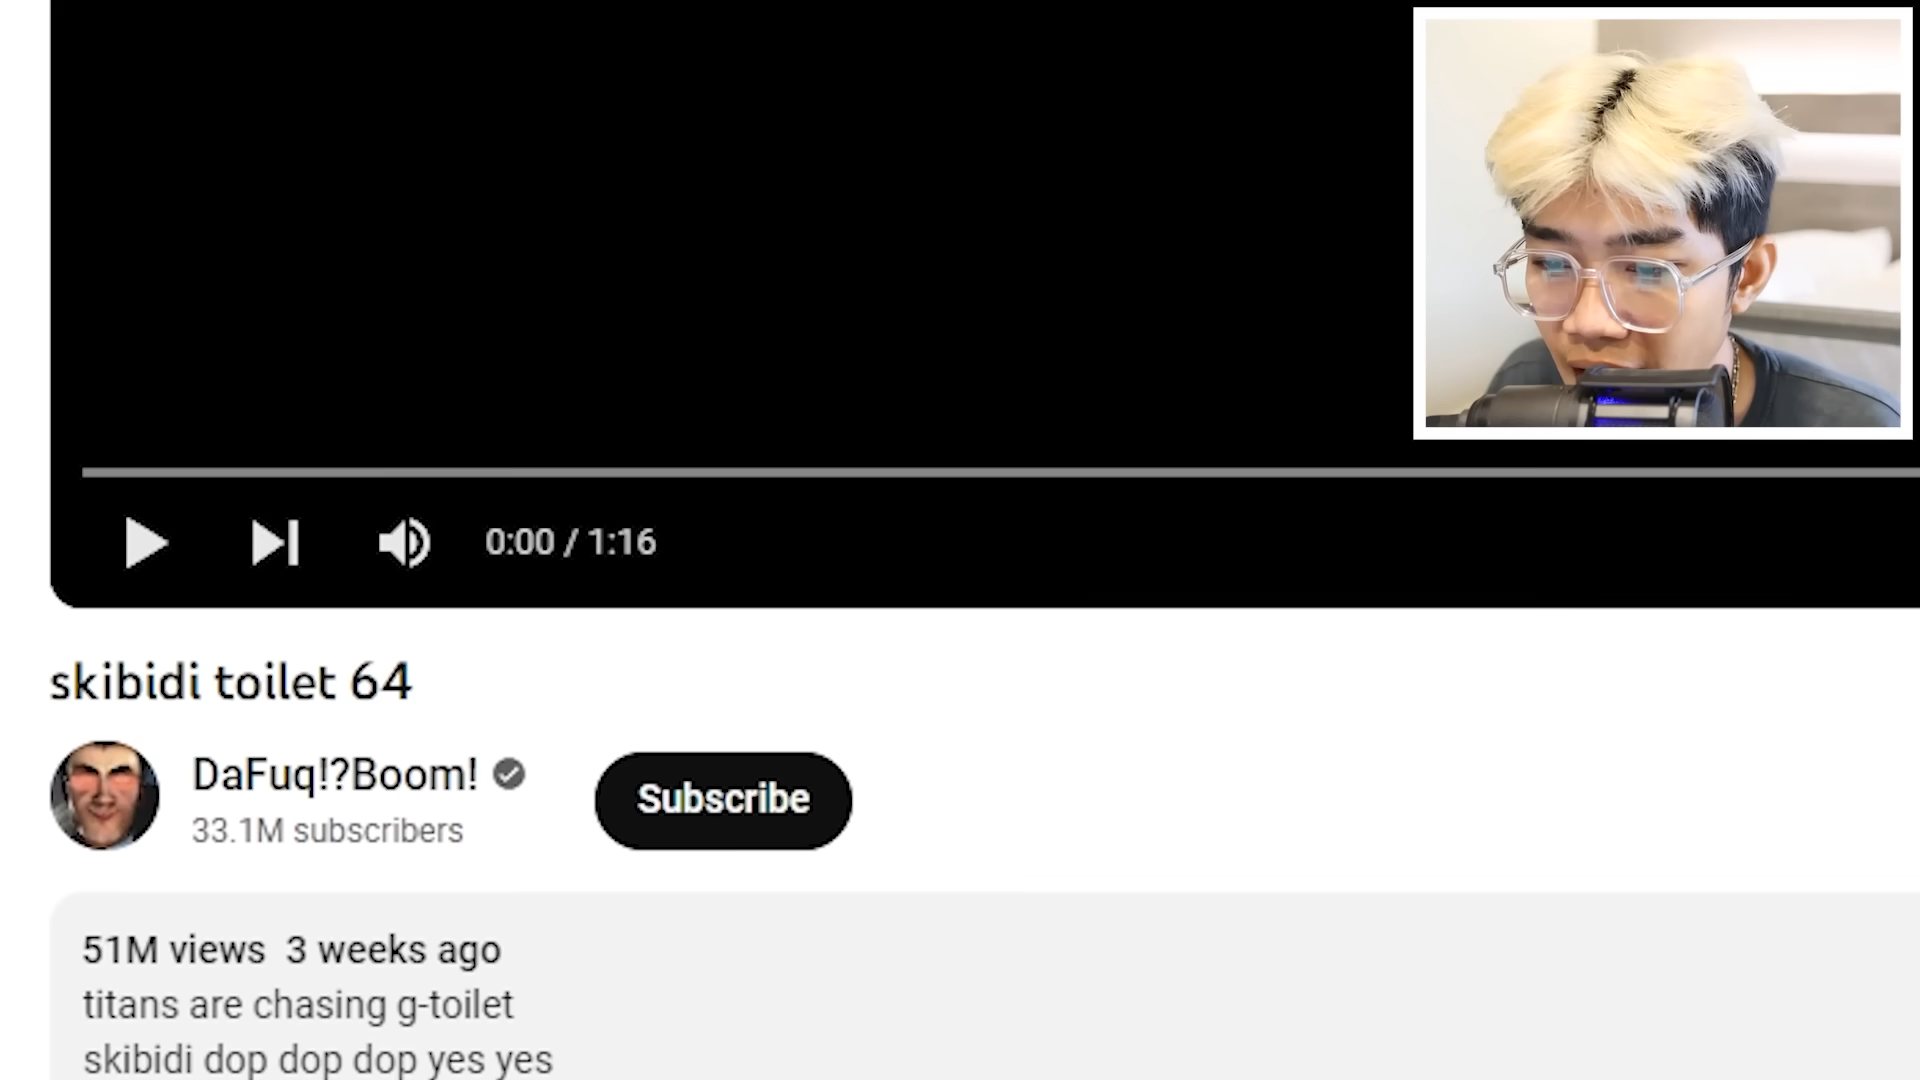 0:00 / 1:16
skibidi toilet 64
DaFuq!?Boom!
33.1M subscribers
Subscribe
51M views 3 weeks ago
titans are chasing g-toilet
skibidi dop dop dop yes yes